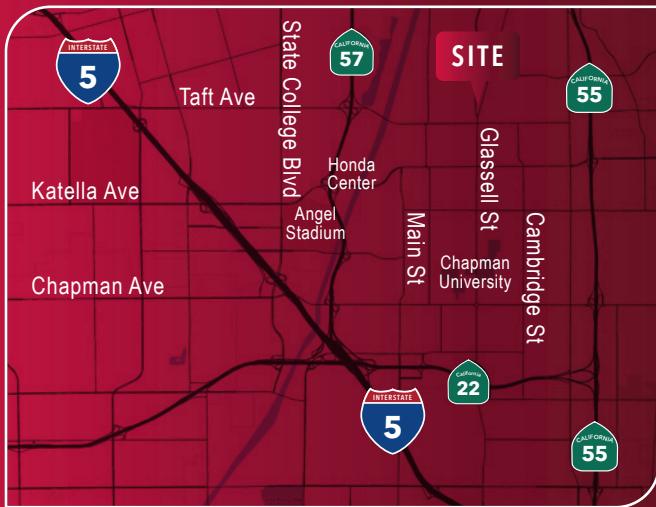 INTERSTATE
5
State College Blvd
CALIFORNIA
57
SITE
CALIFORNIA
55
Taft Ave
Glassell St
Honda
Center
Katella Ave
Angel
Stadium
Main St
Cambridge St
Chapman
University
Chapman Ave
California
22
INTERSTATE
5
CALIFORNIA
55